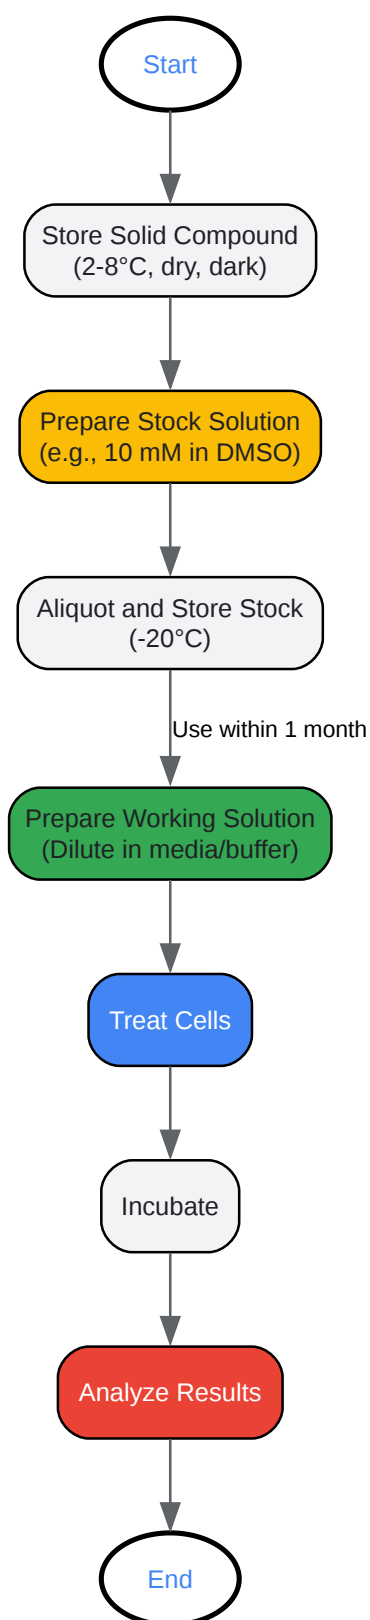 Start
Store Solid Compound
(2-8°C, dry, dark)
Prepare Stock Solution
(e.g., 10 mM in DMSO)
Aliquot and Store Stock
(-20°C)
Use within 1 month
Prepare Working Solution
(Dilute in media/buffer)
Treat Cells
Incubate
Analyze Results
End